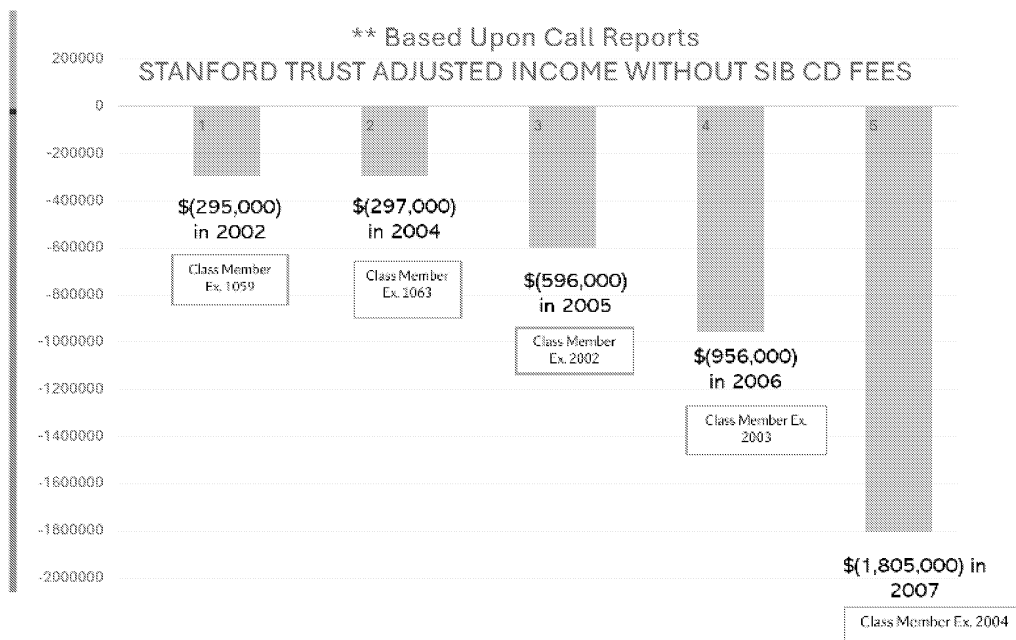 ** Based Upon Call Reports
STANFORD TRUST ADJUSTED INCOME WITHOUT SIB CD FEES
200000
0
-200000
-400000
-600000
-800000
-1000000
-1200000
-1400000
-1600000
-1800000
-2000000
1
2
3
4
5
$(295,000)
in 2002
Class Member
Ex. 1059
$(297,000)
in 2004
Class Member
Ex. 1063
$(596,000)
in 2005
Class Member
Ex. 2002
$(956,000)
in 2006
Class Member Ex.
2003
$(1,805,000) in
2007
Class Member Ex. 2004